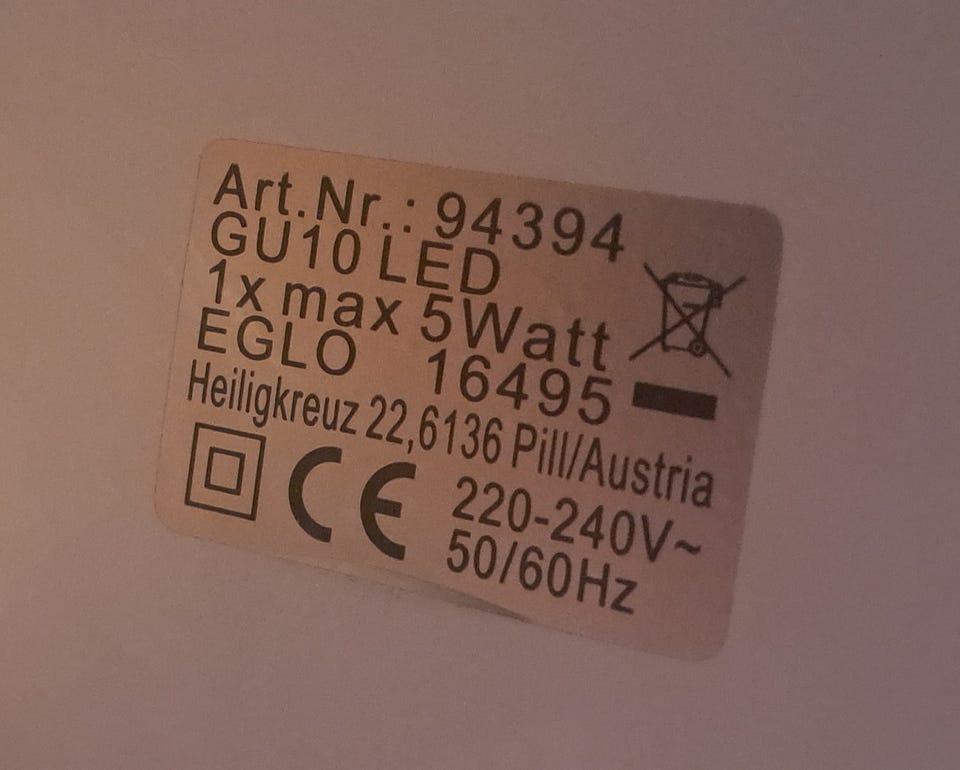 Art.Nr.: 94394
GU10 LED
1x max 5Watt
EGLO 16495
Heiligkreuz 22,6136 Pill/Austria
CE 220-240V~
50/60Hz